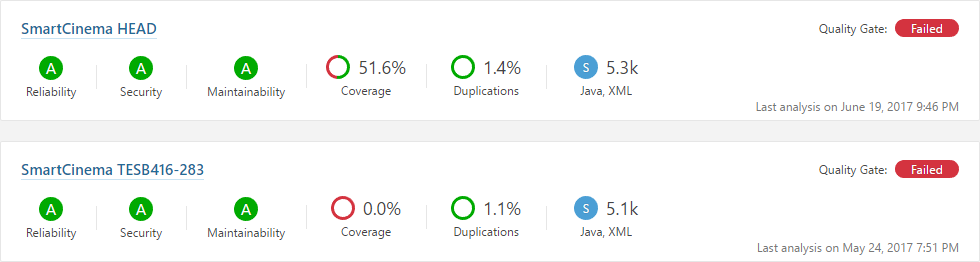 SmartCinema HEAD
Quality Gate: Failed
A A A 51.6% 1.4% S 5.3k
Reliability Security Maintainability Coverage Duplications Java, XML
Last analysis on June 19, 2017 9:46 PM
SmartCinema TESB416-283
Quality Gate: Failed
A A A 0.0% 1.1% S 5.1k
Reliability Security Maintainability Coverage Duplications Java, XML
Last analysis on May 24, 2017 7:51 PM